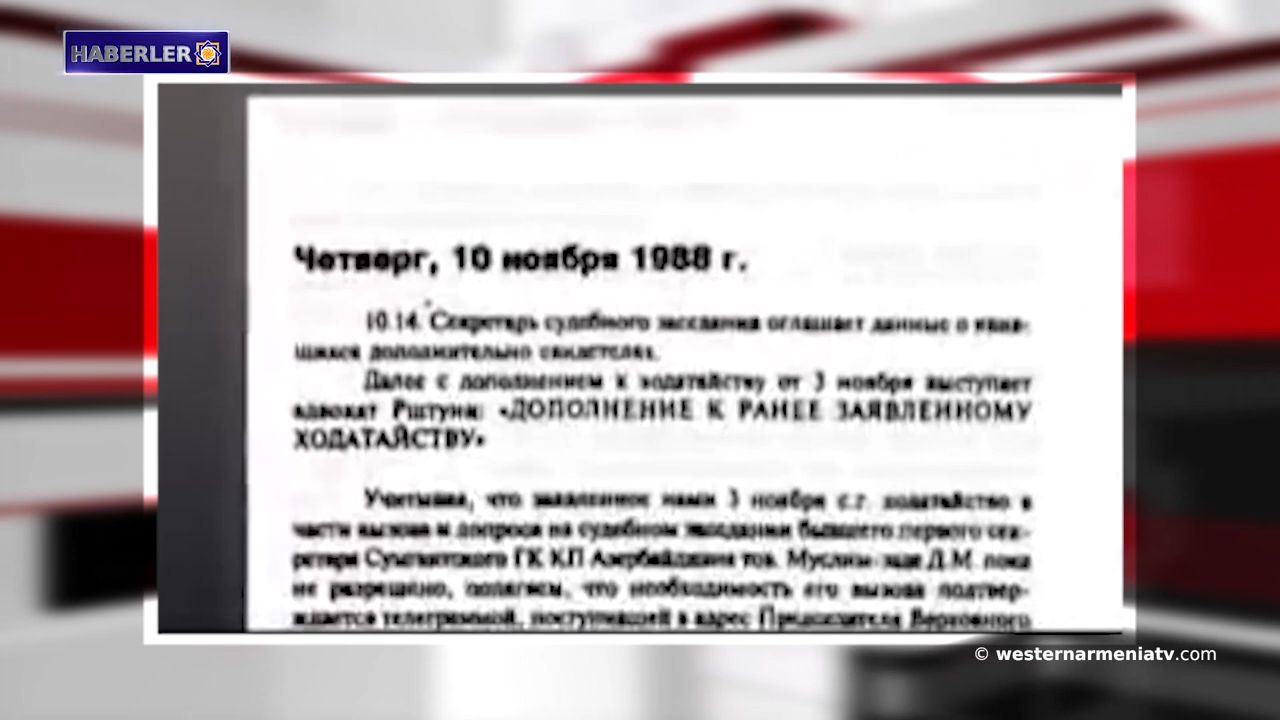 HABERLER
Четверг, 10 ноября 1988 г.
10.14. Секретарь судебного заседания оглашает данные о явив-
шихся дополнительно свидетелях.
Далее с дополнением к ходатайству от 3 ноября выступает
адвокат Рштуни: «ДОПОЛНЕНИЕ К РАНЕЕ ЗАЯВЛЕННОМУ
ХОДАТАЙСТВУ»
Учитывая, что заявленное нами 3 ноября с.г. ходатайство в
части вызова и допроса на судебном заседании бывшего первого сек-
ретаря Сумгаитского ГК КП Азербайджана тов. Муслим-заде Д.М. пока
не разрешено, полагаем, что необходимость его вызова подтвер-
ждается телеграммой, поступившей в адрес Председателя Верховного
© westernarmeniatv.com